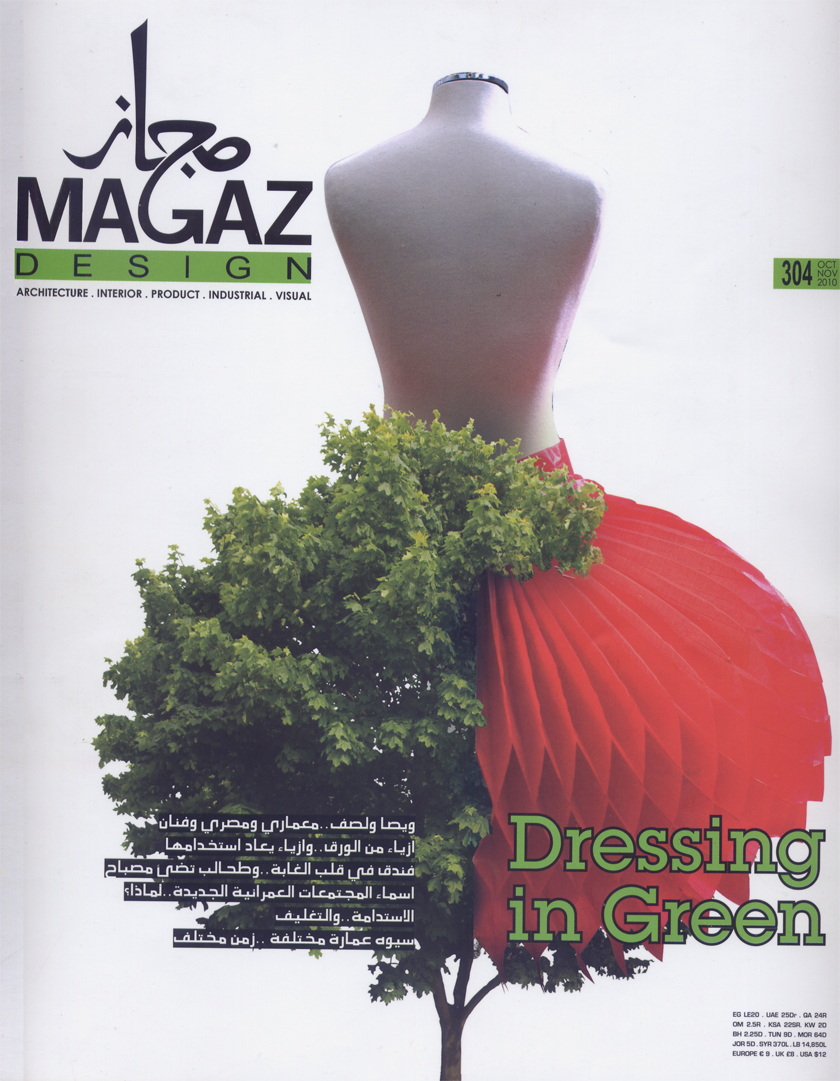 مجاز
MAGAZ
DESIGN
ARCHITECTURE . INTERIOR . PRODUCT . INDUSTRIAL . VISUAL
304 OCT
NOV
2010
ويصا ولصف..معماري ومصري وفنان
أزياء من الورق..وأزياء يعاد استخدامها
فندق في قلب الغابة..وطحالب تضئ مصباح
اسماء المجتمعات العمرانية الجديدة..لماذا؟
الاستدامة..والتغليف
سيوه عمارة مختلفة ..زمن مختلف
Dressing
in Green
EG LE20 . UAE 25Dr . QA 24R
OM 2.5R . KSA 22SR. KW 2D
BH 2.25D . TUN 9D . MOR 64D
JOR 5D . SYR 370L . LB 14,850L
EUROPE € 9 . UK £8 . USA $12